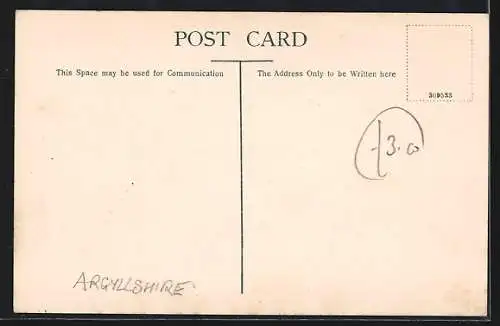 POST CARD
This Space may be used for Communication
The Address Only to be Written here
309533
3.00
ARGYLLSHIRE